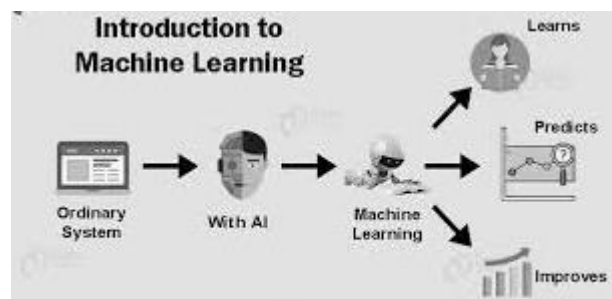 Introduction to
Machine Learning
Learns
Predicts
Ordinary
System
With AI
Machine
Learning
Improves